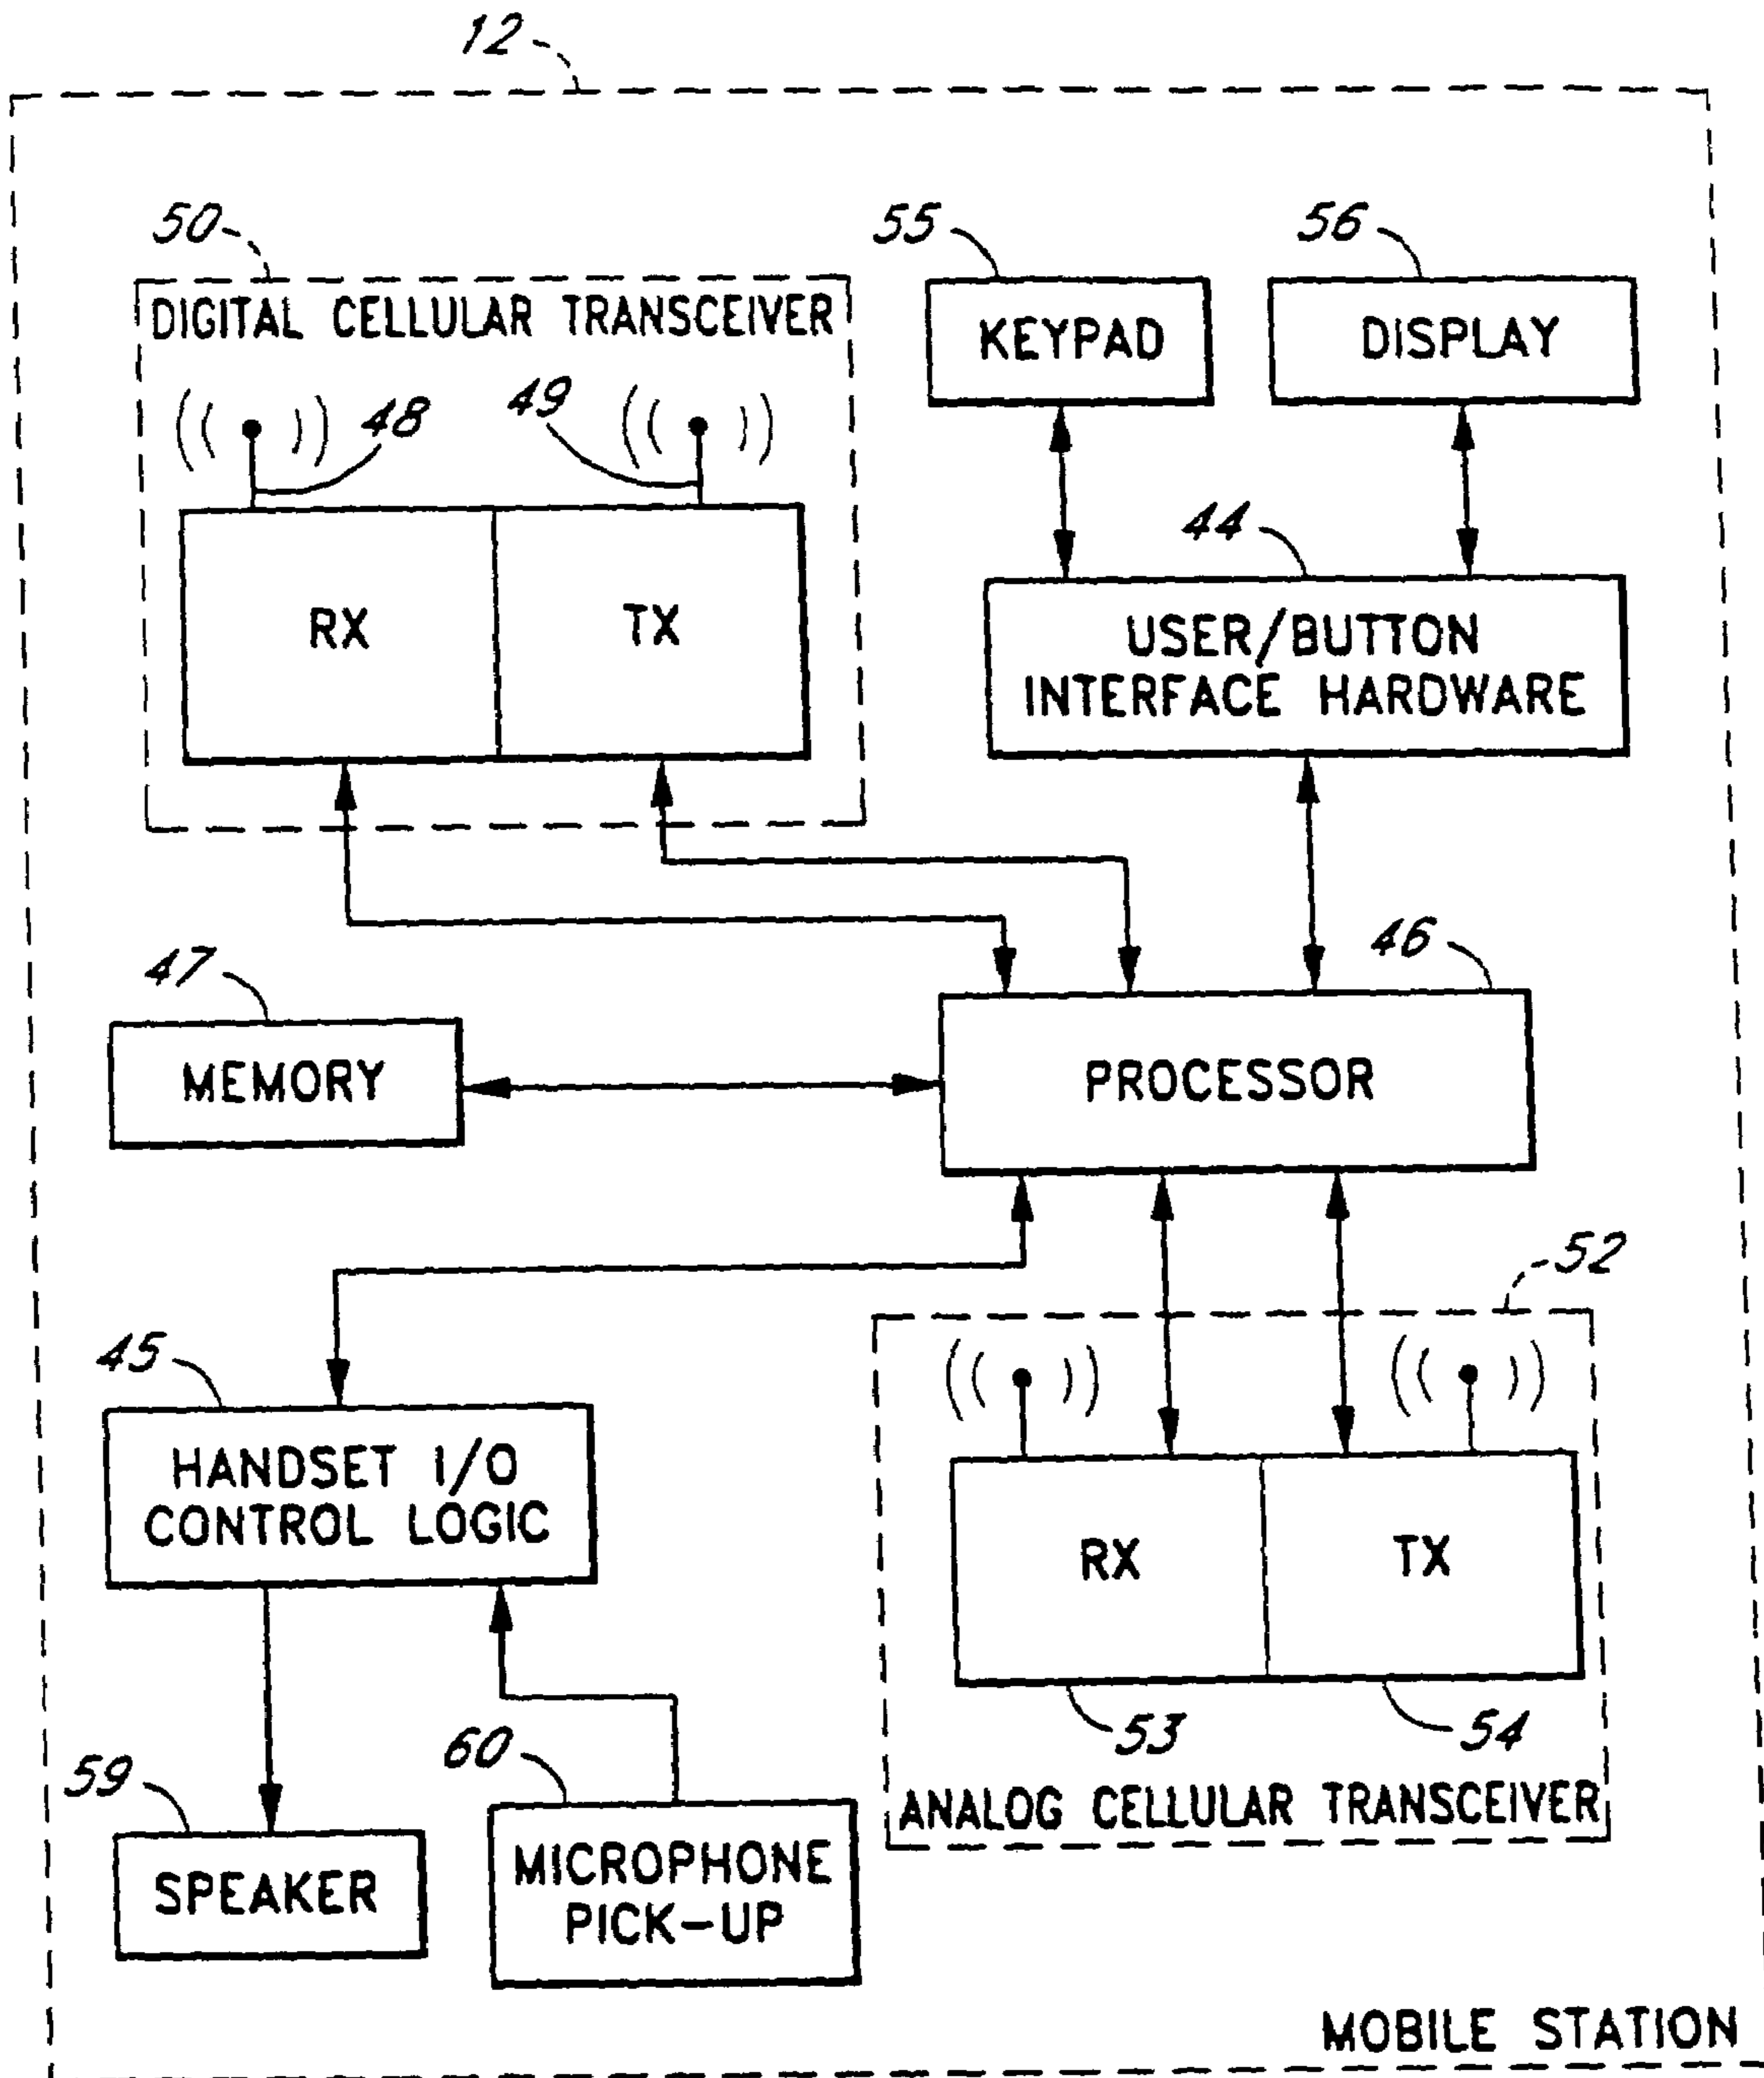 12
50
55
56
DIGITAL CELLULAR TRANSCEIVER
KEYPAD
DISPLAY
48
49
44
RX
TX
USER/BUTTON
INTERFACE HARDWARE
46
47
MEMORY
PROCESSOR
52
45
HANDSET I/O
CONTROL LOGIC
RX
TX
53
54
59
60
ANALOG CELLULAR TRANSCEIVER
SPEAKER
MICROPHONE
PICK-UP
MOBILE STATION